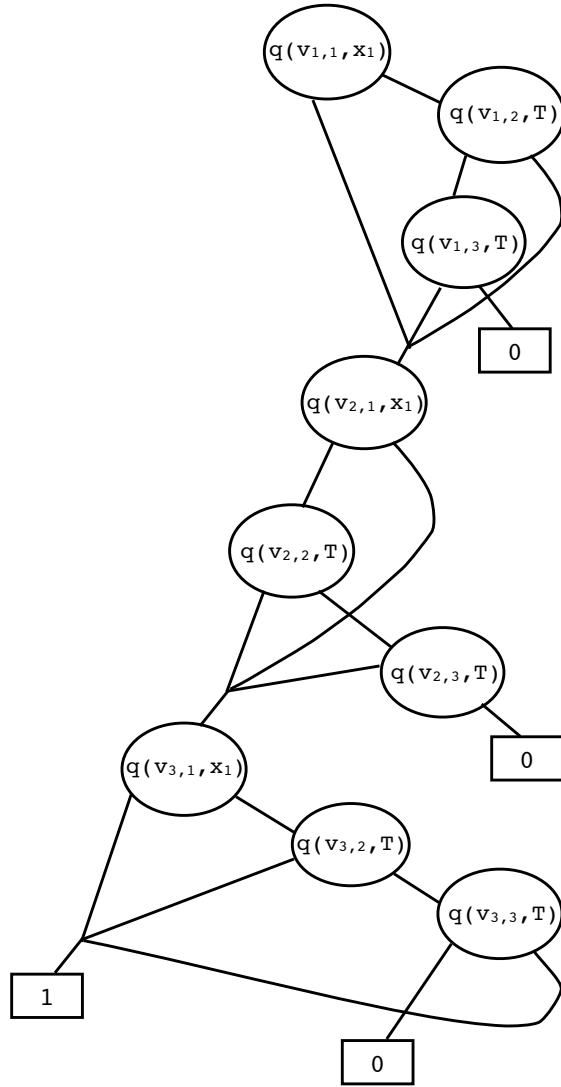 q(v₁,₁,x₁)
q(v₁,₂,T)
q(v₁,₃,T)
0
q(v₂,₁,x₁)
q(v₂,₂,T)
q(v₂,₃,T)
0
q(v₃,₁,x₁)
q(v₃,₂,T)
q(v₃,₃,T)
1
0